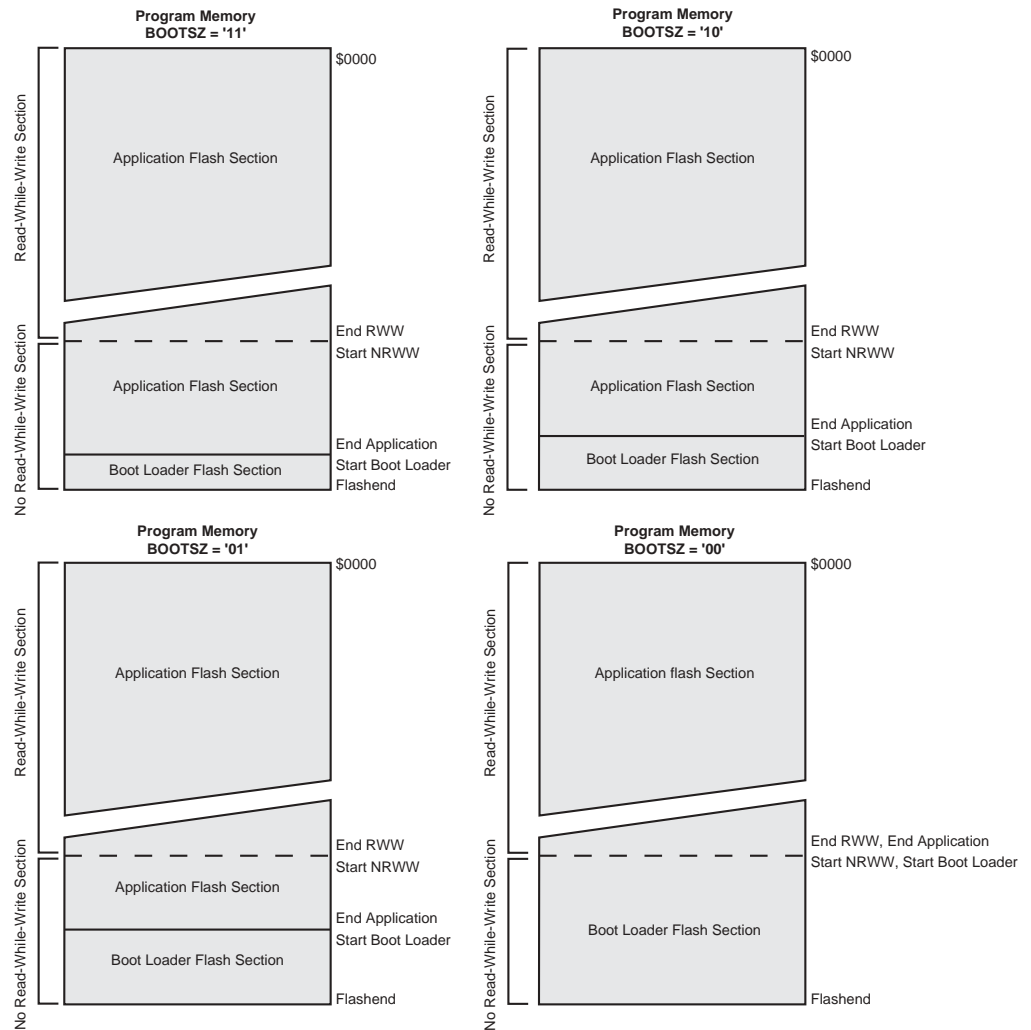 Program Memory
BOOTSZ = '11'
$0000
Read-While-Write Section
Application Flash Section
End RWW
Start NRWW
No Read-While-Write Section
Application Flash Section
End Application
Start Boot Loader
Boot Loader Flash Section
Flashend
Program Memory
BOOTSZ = '10'
$0000
Read-While-Write Section
Application Flash Section
End RWW
Start NRWW
No Read-While-Write Section
Application Flash Section
End Application
Start Boot Loader
Boot Loader Flash Section
Flashend
Program Memory
BOOTSZ = '01'
$0000
Read-While-Write Section
Application Flash Section
End RWW
Start NRWW
No Read-While-Write Section
Application Flash Section
End Application
Start Boot Loader
Boot Loader Flash Section
Flashend
Program Memory
BOOTSZ = '00'
$0000
Read-While-Write Section
Application flash Section
End RWW, End Application
Start NRWW, Start Boot Loader
No Read-While-Write Section
Boot Loader Flash Section
Flashend